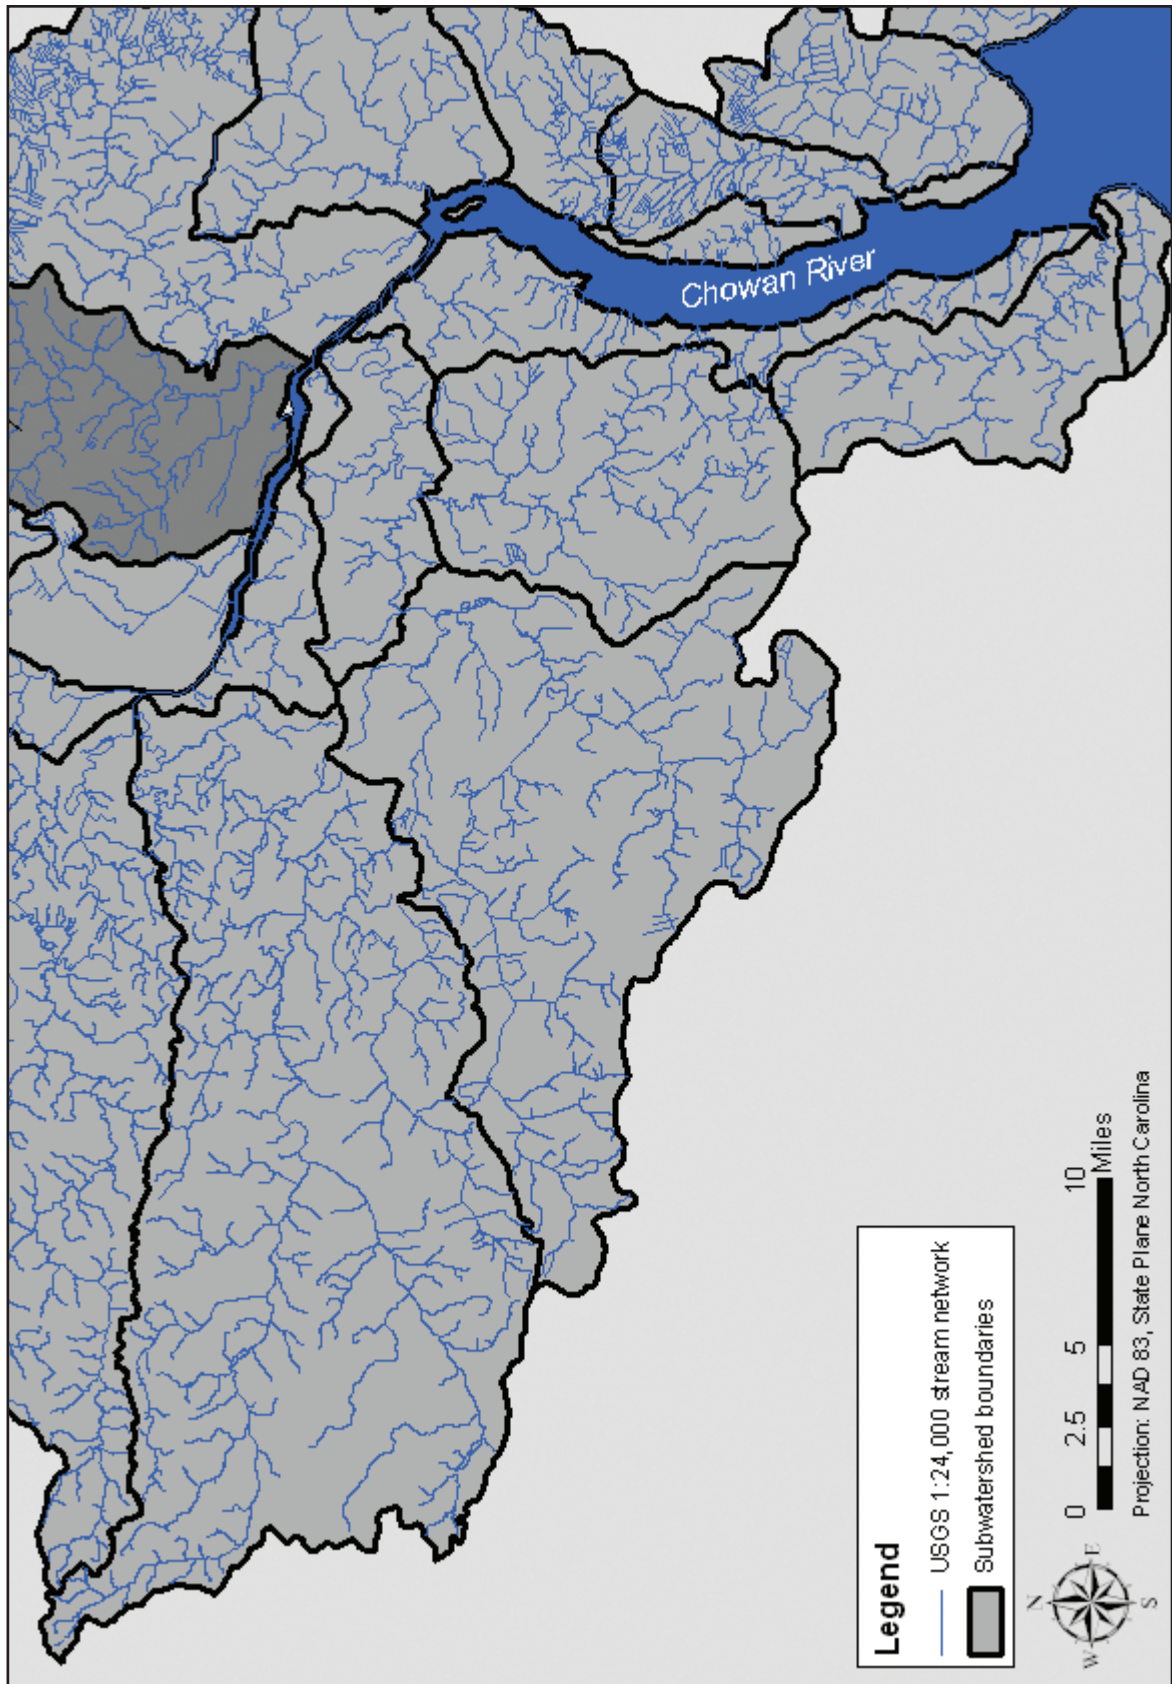 Chowan River
Legend
USGS 1:24,000 stream network
Subwatershed boundaries
N
W
E
S
0
2.5
5
10
Miles
Projection: NAD 83, State Plane North Carolina